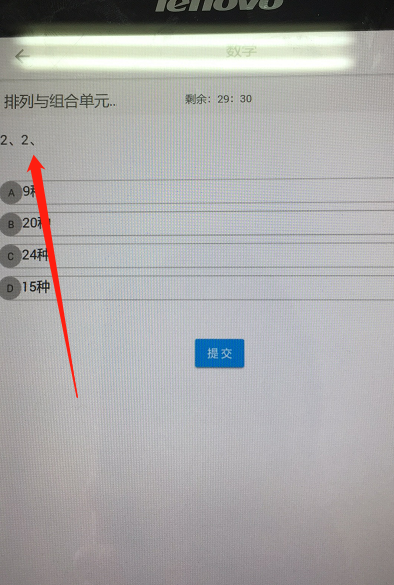 lenovo
数学
排列与组合单元..
剩余：29：30
2、2、
A 9种
B 20种
C 24种
D 15种
提交